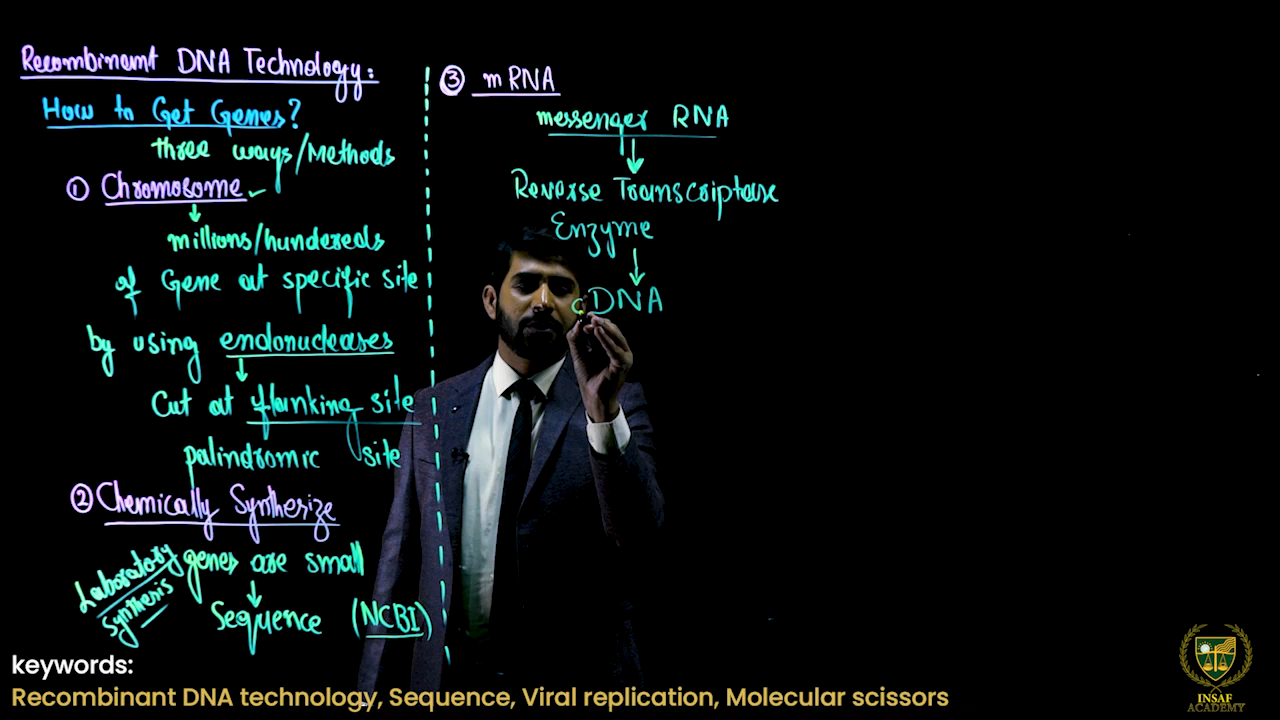 Recombinant DNA Technology:
How to Get Genes?
three ways/Methods
① Chromosome ✓
↓
millions/hundereds
of Gene at specific site
by using endonucleases
↓
Cut at flanking site
palindromic site
② Chemically Synthesize
Laboratory Synthesis
genes are small
↓
Sequence (NCBI)
③ mRNA
messenger RNA
↓
Reverse Transcriptase
Enzyme
↓
cDNA
keywords:
Recombinant DNA technology, Sequence, Viral replication, Molecular scissors
INSAF
ACADEMY